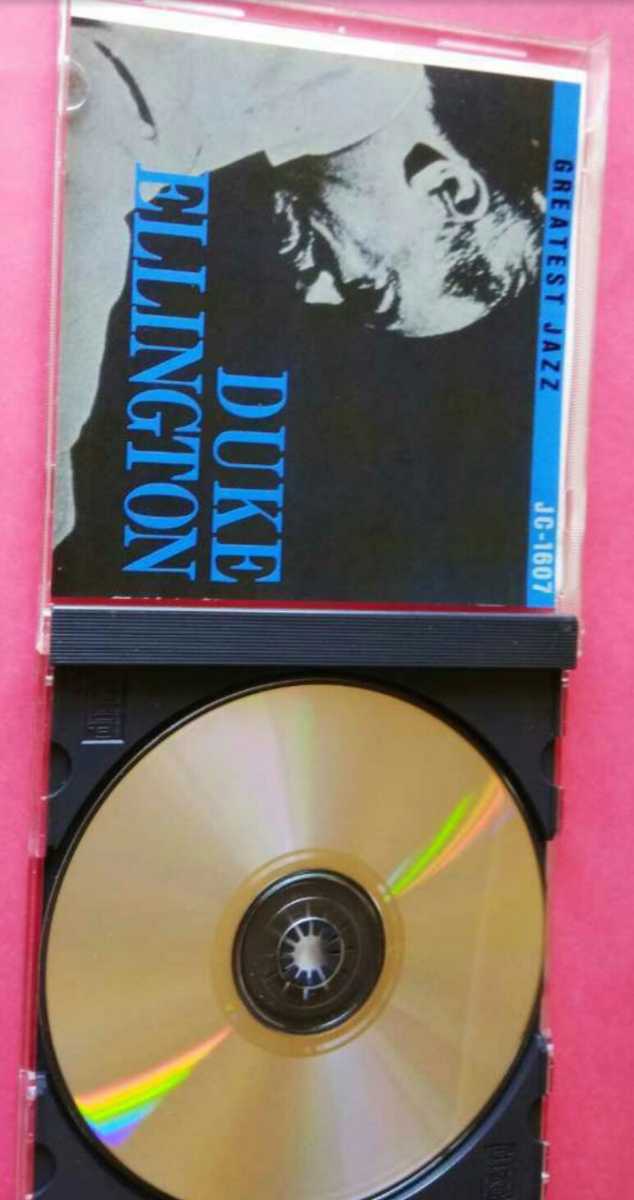 GREATEST JAZZ
JC-1607
DUKE
ELLINGTON